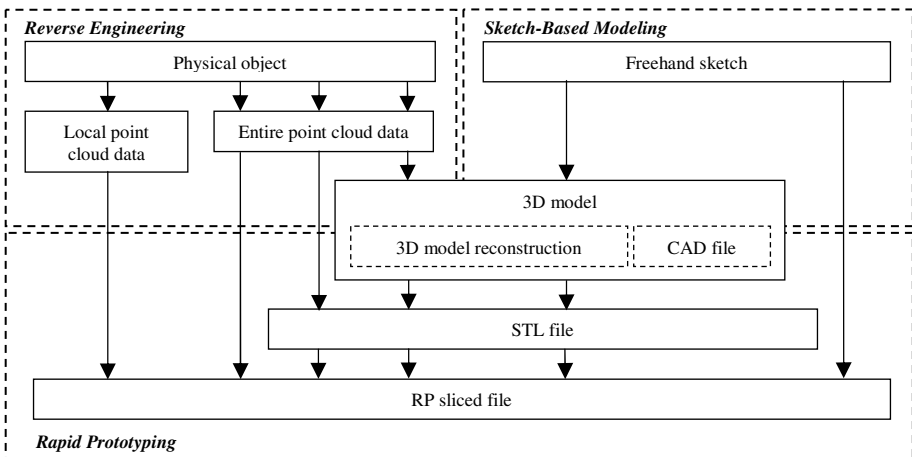 Reverse Engineering
Sketch-Based Modeling
Physical object
Freehand sketch
Local point
cloud data
Entire point cloud data
3D model
3D model reconstruction
CAD file
STL file
RP sliced file
Rapid Prototyping